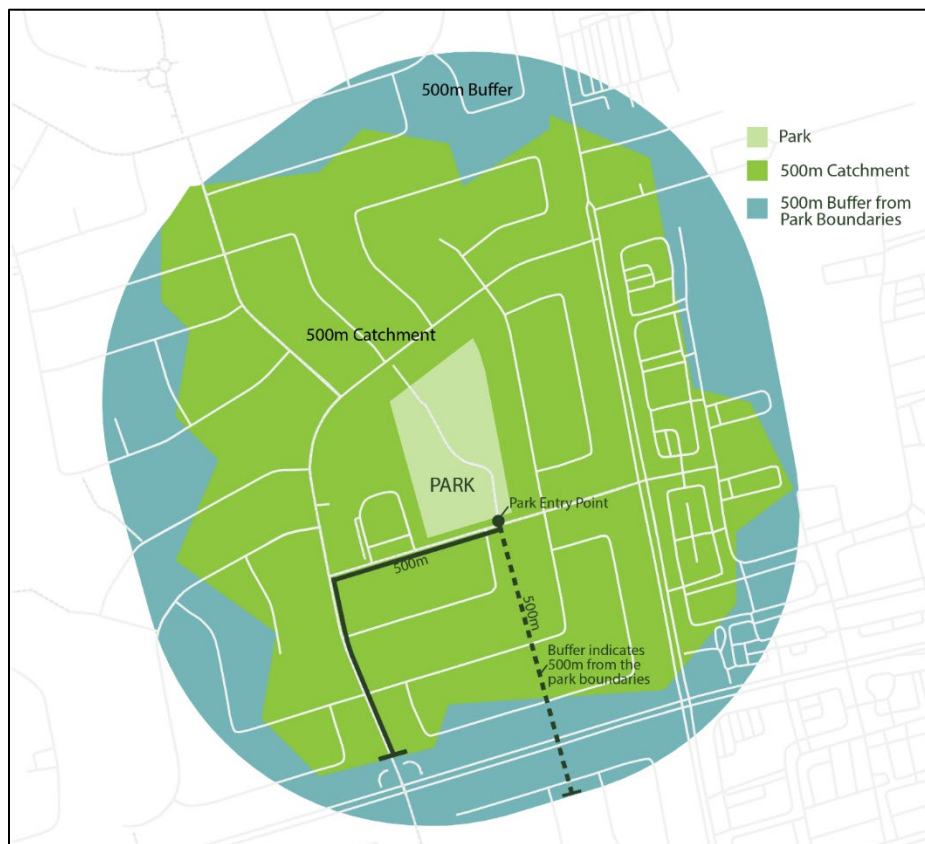 500m Buffer
Park
500m Catchment
500m Buffer from
Park Boundaries
500m Catchment
PARK
Park Entry Point
500m
500m
Buffer indicates
500m from the
park boundaries